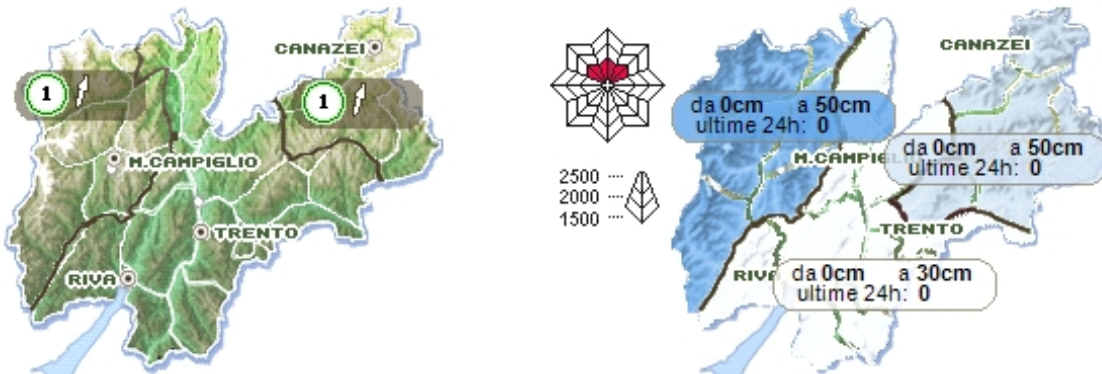 CANAZEI
1
1
M.CAMPIGLIO
TRENTO
RIVA
CANAZEI
da 0cm a 50cm
ultime 24h: 0
da 0cm a 50cm
ultime 24h: 0
M.CAMPIGL
2500
2000
1500
TRENTO
RIVA
da 0cm a 30cm
ultime 24h: 0